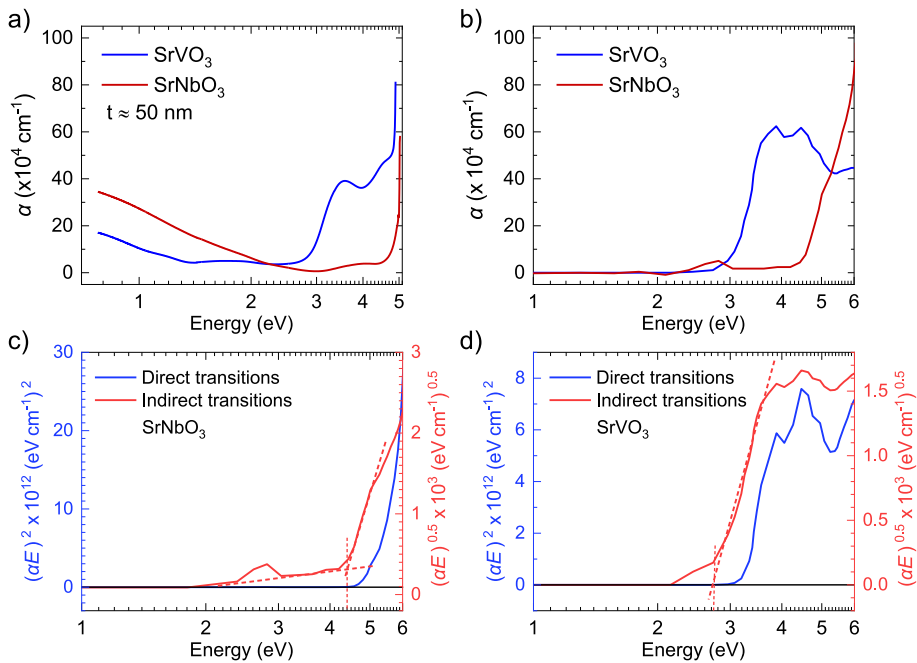 a)
100
80
60
40
20
0
α (x10⁴ cm⁻¹)
SrVO₃
SrNbO₃
t ≈ 50 nm
1
2
3
4
5
Energy (eV)
b)
100
80
60
40
20
0
α (x10⁴ cm⁻¹)
SrVO₃
SrNbO₃
1
2
3
4
5
6
Energy (eV)
c)
30
20
10
0
(αE)² x 10¹² (eV cm⁻¹)²
Direct transitions
Indirect transitions
SrNbO₃
3
2
1
0
(αE)⁰·⁵ x 10³ (eV cm⁻¹)⁰·⁵
1
2
3
4
5
6
Energy (eV)
d)
8
6
4
2
0
(αE)² x 10¹² (eV cm⁻¹)²
Direct transitions
Indirect transitions
SrVO₃
1.5
1.0
0.5
0.0
(αE)⁰·⁵ x 10³ (eV cm⁻¹)⁰·⁵
1
2
3
4
5
6
Energy (eV)